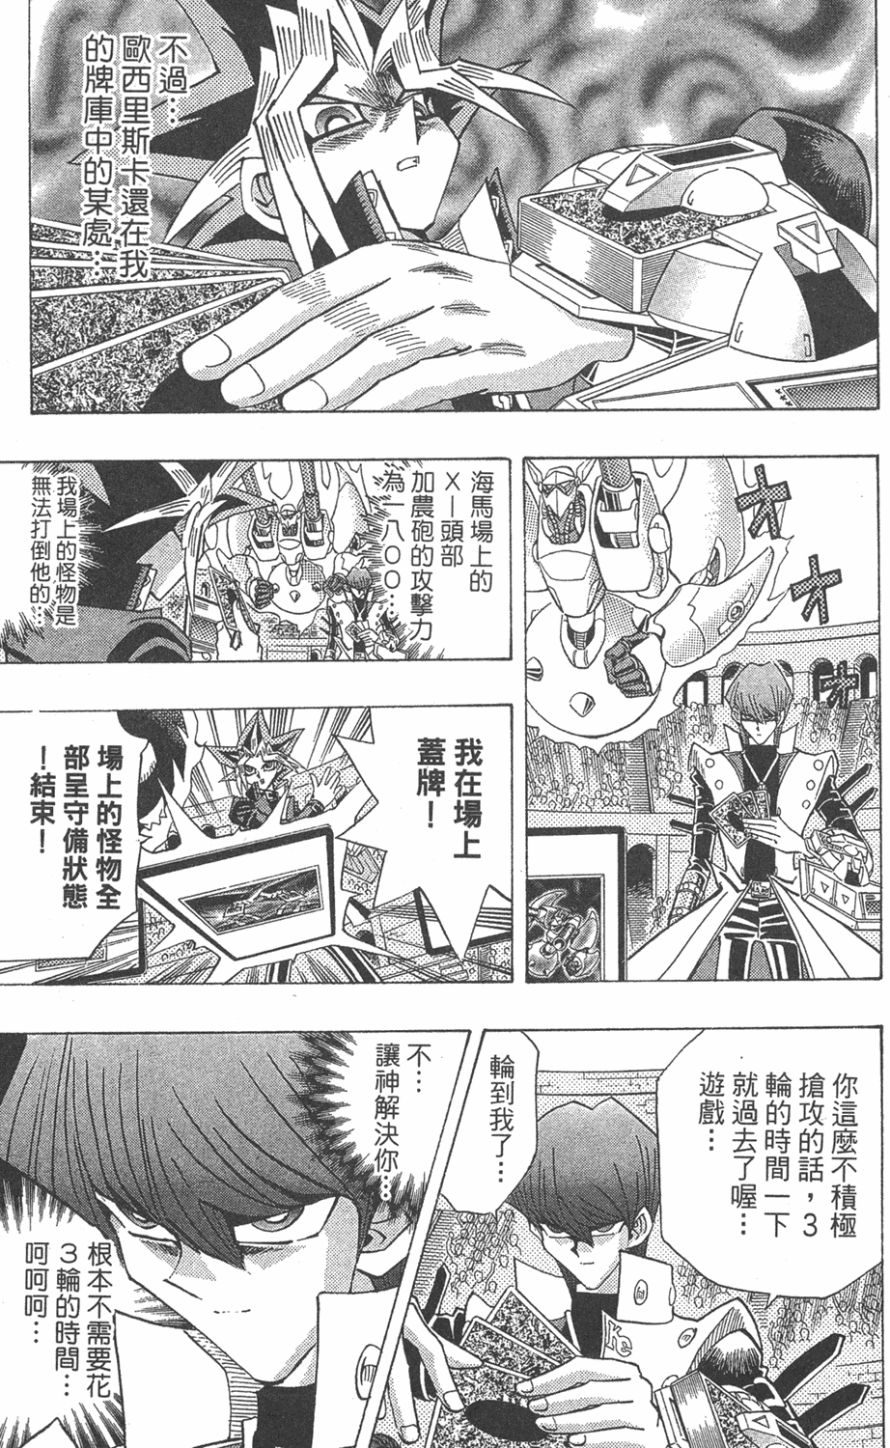 不過…
歐西里斯卡還在我
的牌庫中的某處…
オ
オ
オ
海馬場上的
X—頭部
加農砲的攻擊力
為一八〇〇…
我場上的怪物是
無法打倒他的…
我在場上
蓋牌！
場上的怪物全
部呈守備狀態
！結束！
你這麼不積極
搶攻的話，3
輪的時間一下
就過去了喔…
遊戲…
輪到我了…
不…
讓神解決你…
根本不需要花
3輪的時間…
呵呵呵…